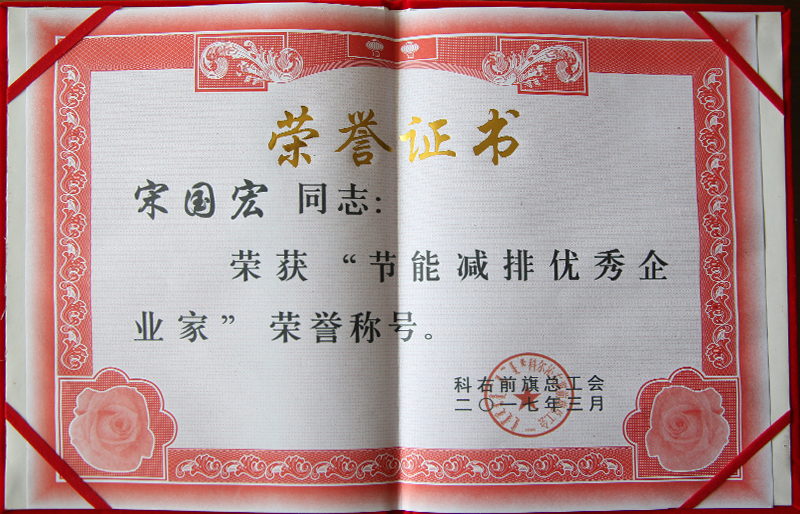 荣誉证书
宋国宏 同志：
荣获“节能减排优秀企
业家”荣誉称号。
科右前旗总工会
二〇一七年三月